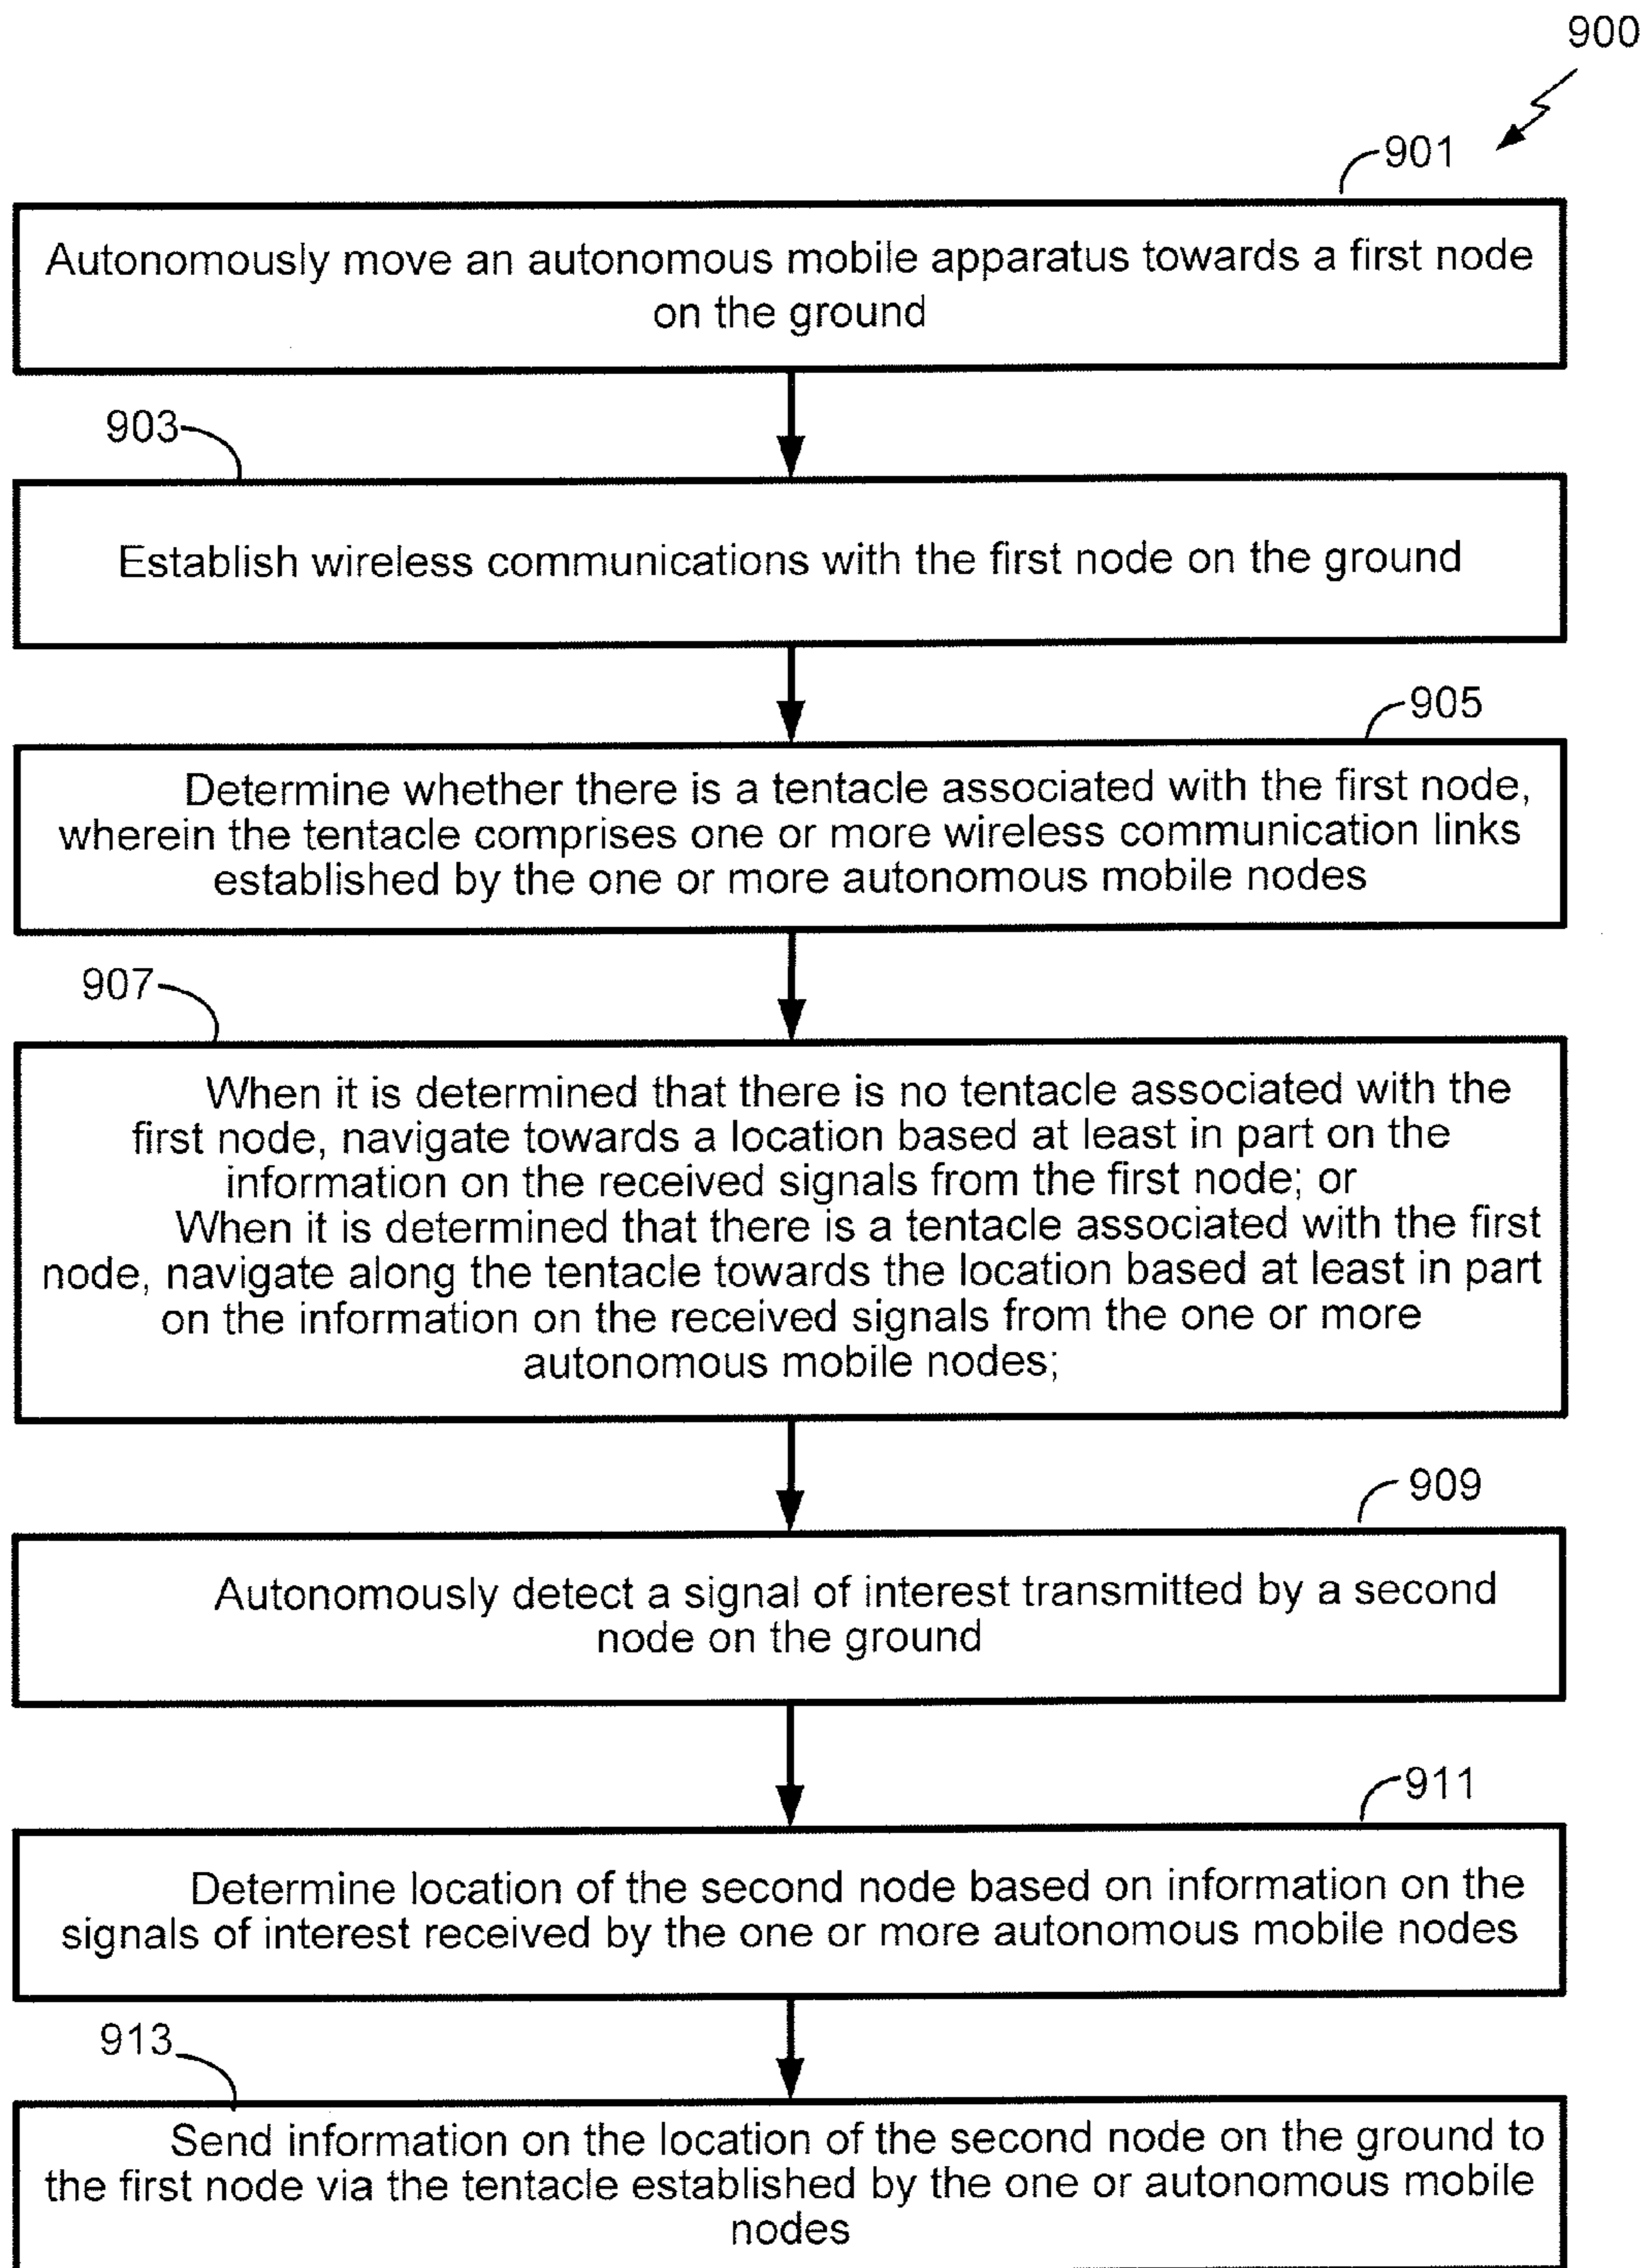 900
901
Autonomously move an autonomous mobile apparatus towards a first node
on the ground
903
Establish wireless communications with the first node on the ground
905
Determine whether there is a tentacle associated with the first node,
wherein the tentacle comprises one or more wireless communication links
established by the one or more autonomous mobile nodes
907
When it is determined that there is no tentacle associated with the
first node, navigate towards a location based at least in part on the
information on the received signals from the first node; or
When it is determined that there is a tentacle associated with the first
node, navigate along the tentacle towards the location based at least in part
on the information on the received signals from the one or more
autonomous mobile nodes;
909
Autonomously detect a signal of interest transmitted by a second
node on the ground
911
Determine location of the second node based on information on the
signals of interest received by the one or more autonomous mobile nodes
913
Send information on the location of the second node on the ground to
the first node via the tentacle established by the one or autonomous mobile
nodes